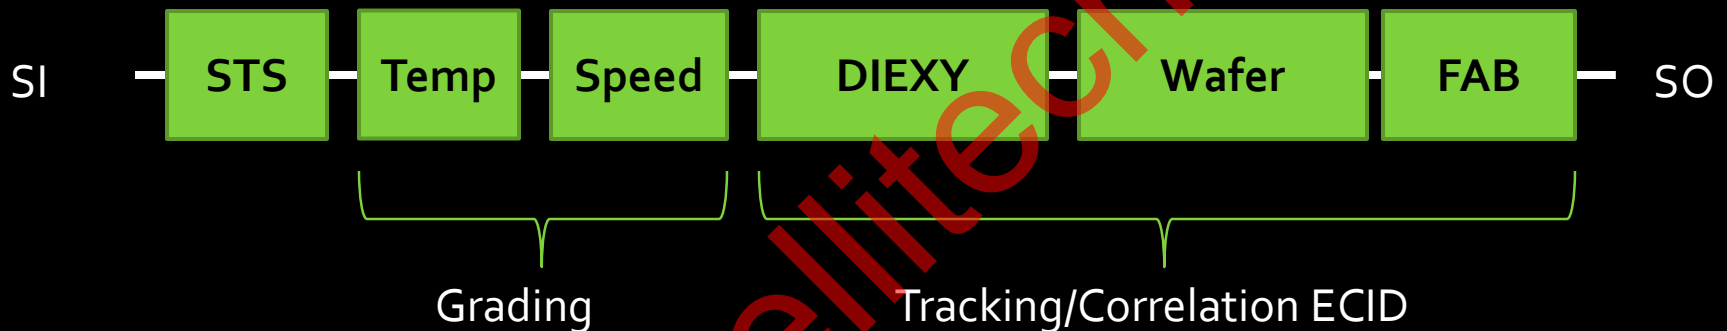 SI STS Temp Speed DIEXY Wafer FAB SO
Grading Tracking/Correlation ECID